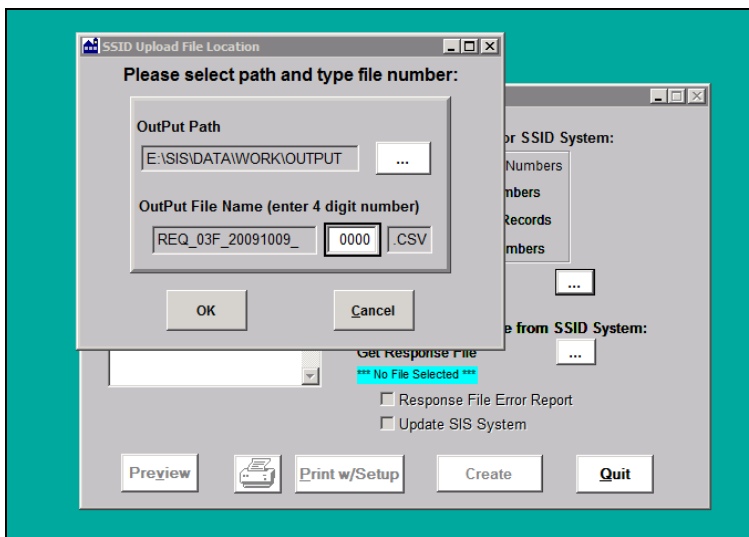 SSID Upload File Location
Please select path and type file number:
OutPut Path
E:\SIS\DATA\WORK\OUTPUT
...
OutPut File Name (enter 4 digit number)
REQ_03F_20091009_
0000
.CSV
OK
Cancel
or SSID System:
Numbers
mbers
Records
mbers
...
e from SSID System:
Get Response File
...
*** No File Selected ***
Response File Error Report
Update SIS System
Preview
Print w/Setup
Create
Quit